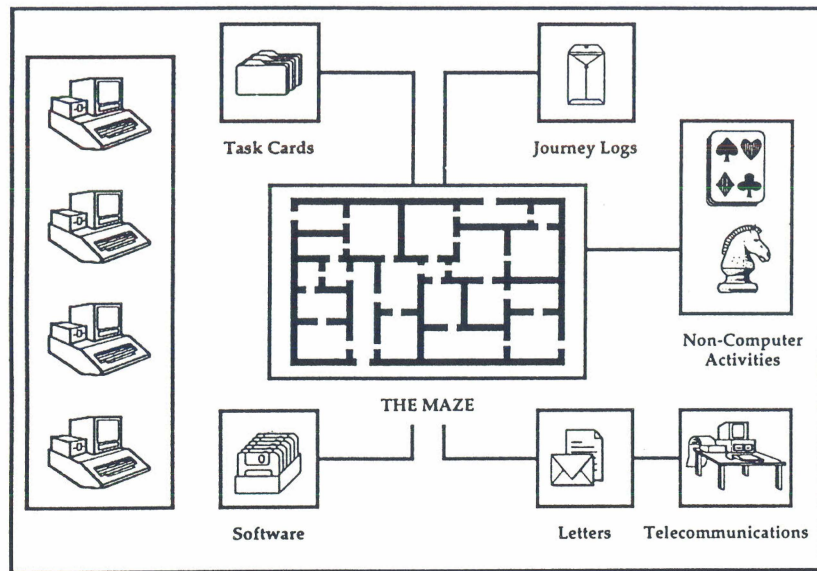 Task Cards
Journey Logs
Non-Computer
Activities
THE MAZE
Software
Letters
Telecommunications